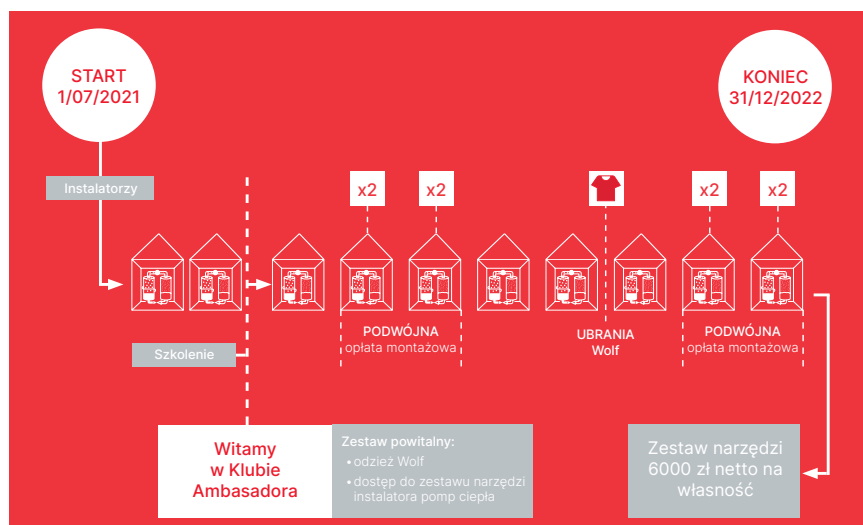 START
1/07/2021
KONIEC
31/12/2022
Instalatorzy
x2
x2
x2
x2
PODWÓJNA
opłata montażowa
UBRANIA
Wolf
PODWÓJNA
opłata montażowa
Szkolenie
Witamy
w Klubie
Ambasadora
Zestaw powitalny:
• odzież Wolf
• dostęp do zestawu narzędzi
instalatora pomp ciepła
Zestaw narzędzi
6000 zł netto na
własność